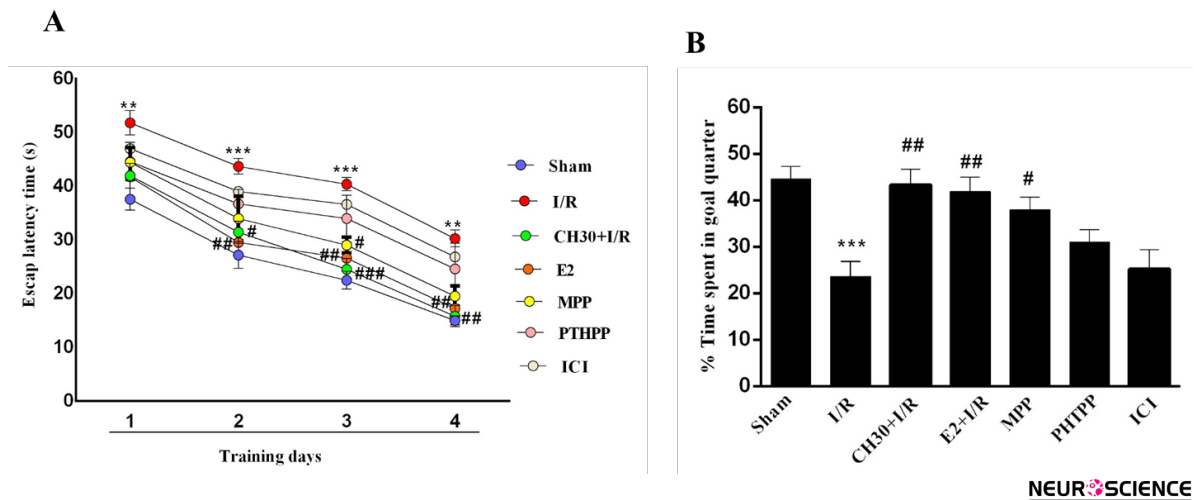 A
B
Escap latency time (s)
60
50
40
30
20
10
0
**
***
***
**
##
#
##
#
###
##
##
1
2
3
4
Training days
Sham
I/R
CH30+I/R
E2
MPP
PTHPP
ICI
% Time spent in goal quarter
60
50
40
30
20
10
0
***
##
##
#
Sham
I/R
CH30+I/R
E2+I/R
MPP
PHTPP
ICI
NEUROSCIENCE